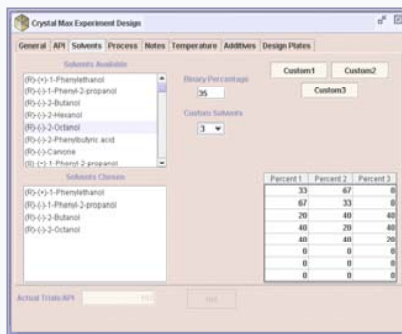 Crystal Max Experiment Design
General API Solvents Process Notes Temperature Additives Design Plates
Solvents Available
(R)-(+)-1-Phenylethanol
(R)-(-)-1-Phenyl-2-propanol
(R)-(-)-2-Butanol
(R)-(-)-2-Hexanol
(R)-(-)-2-Octanol
(R)-(-)-2-Phenylbutyric acid
(R)-(-)-Carvone
(S)-(+)-1-Phenyl-2-propanol
Solvents Chosen
(R)-(+)-1-Phenylethanol
(R)-(-)-1-Phenyl-2-propanol
(R)-(-)-2-Butanol
(R)-(-)-2-Octanol
Binary Percentage
35
Custom Solvents
3
Custom1 Custom2
Custom3
Percent 1 Percent 2 Percent 3
33 67 0
67 33 0
20 40 40
40 20 40
40 40 20
0 0 0
0 0 0
0 0 0
Actual Trials/API